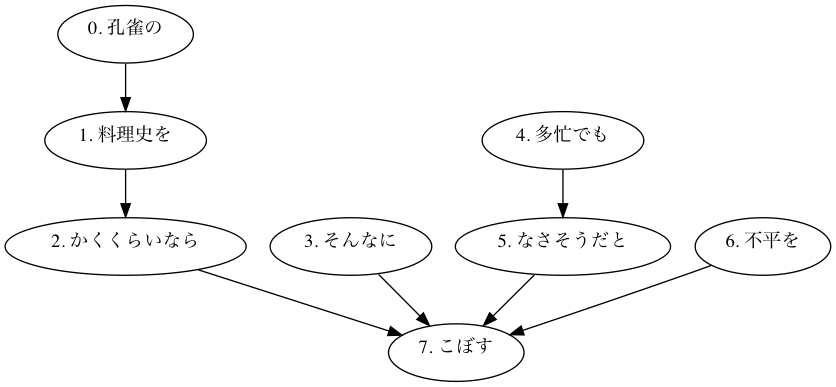 0. 孔雀の
1. 料理史を
4. 多忙でも
2. かくくらいなら
3. そんなに
5. なさそうだと
6. 不平を
7. こぼす